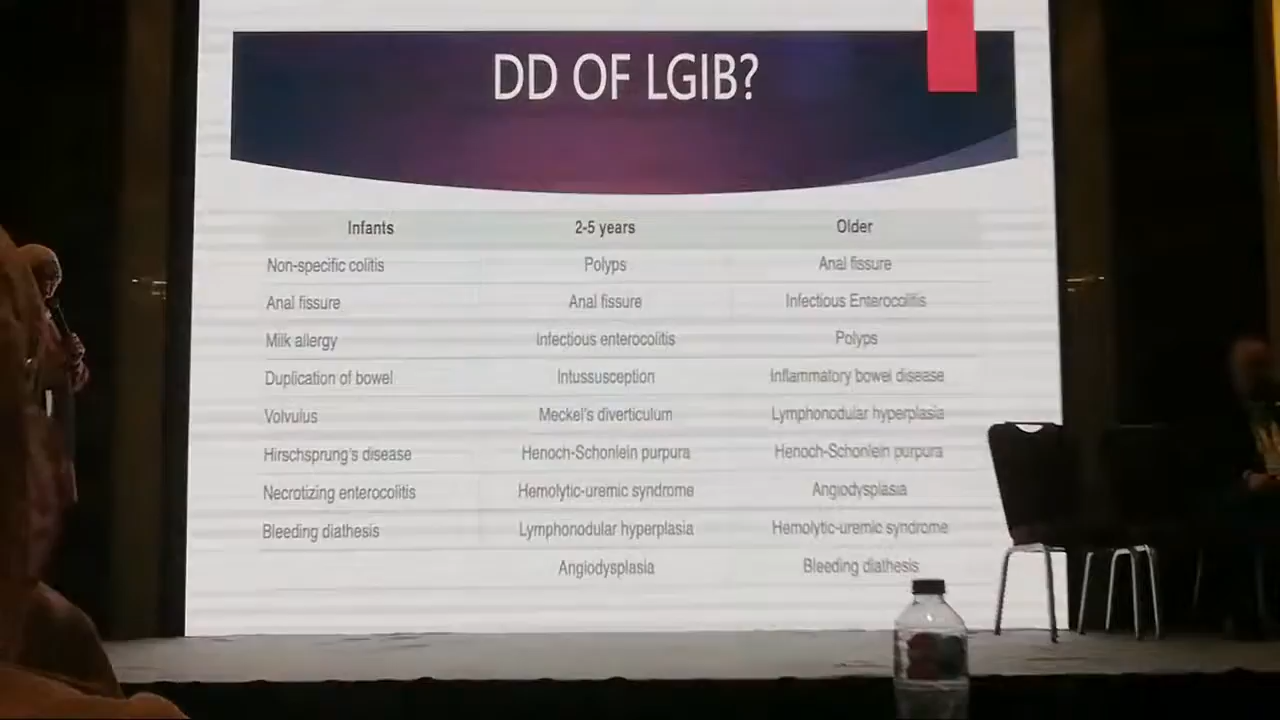 DD OF LGIB?
Infants 2-5 years Older
Non-specific colitis Polyps Anal fissure
Anal fissure Anal fissure Infectious Enterocolitis
Milk allergy Infectious enterocolitis Polyps
Duplication of bowel Intussusception Inflammatory bowel disease
Volvulus Meckel's diverticulum Lymphonodular hyperplasia
Hirschsprung's disease Henoch-Schonlein purpura Henoch-Schonlein purpura
Necrotizing enterocolitis Hemolytic-uremic syndrome Angiodysplasia
Bleeding diathesis Lymphonodular hyperplasia Hemolytic-uremic syndrome
Angiodysplasia Bleeding diathesis